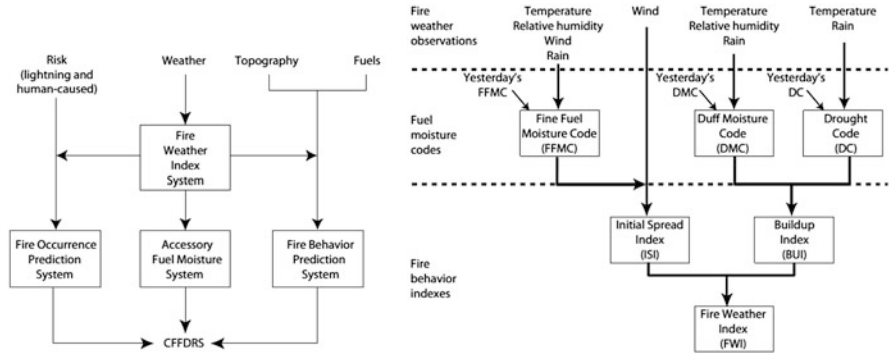 Risk
(lightning and
human-caused)
Weather
Topography
Fuels
Fire
Weather
Index
System
Fire Occurrence
Prediction
System
Accessory
Fuel Moisture
System
Fire Behavior
Prediction
System
CFFDRS
Fire
weather
observations
Temperature
Relative humidity
Wind
Rain
Wind
Temperature
Relative humidity
Rain
Temperature
Rain
Fuel
moisture
codes
Yesterday's
FFMC
Fine Fuel
Moisture Code
(FFMC)
Yesterday's
DMC
Duff Moisture
Code
(DMC)
Yesterday's
DC
Drought
Code
(DC)
Fire
behavior
indexes
Initial Spread
Index
(ISI)
Buildup
Index
(BUI)
Fire Weather
Index
(FWI)